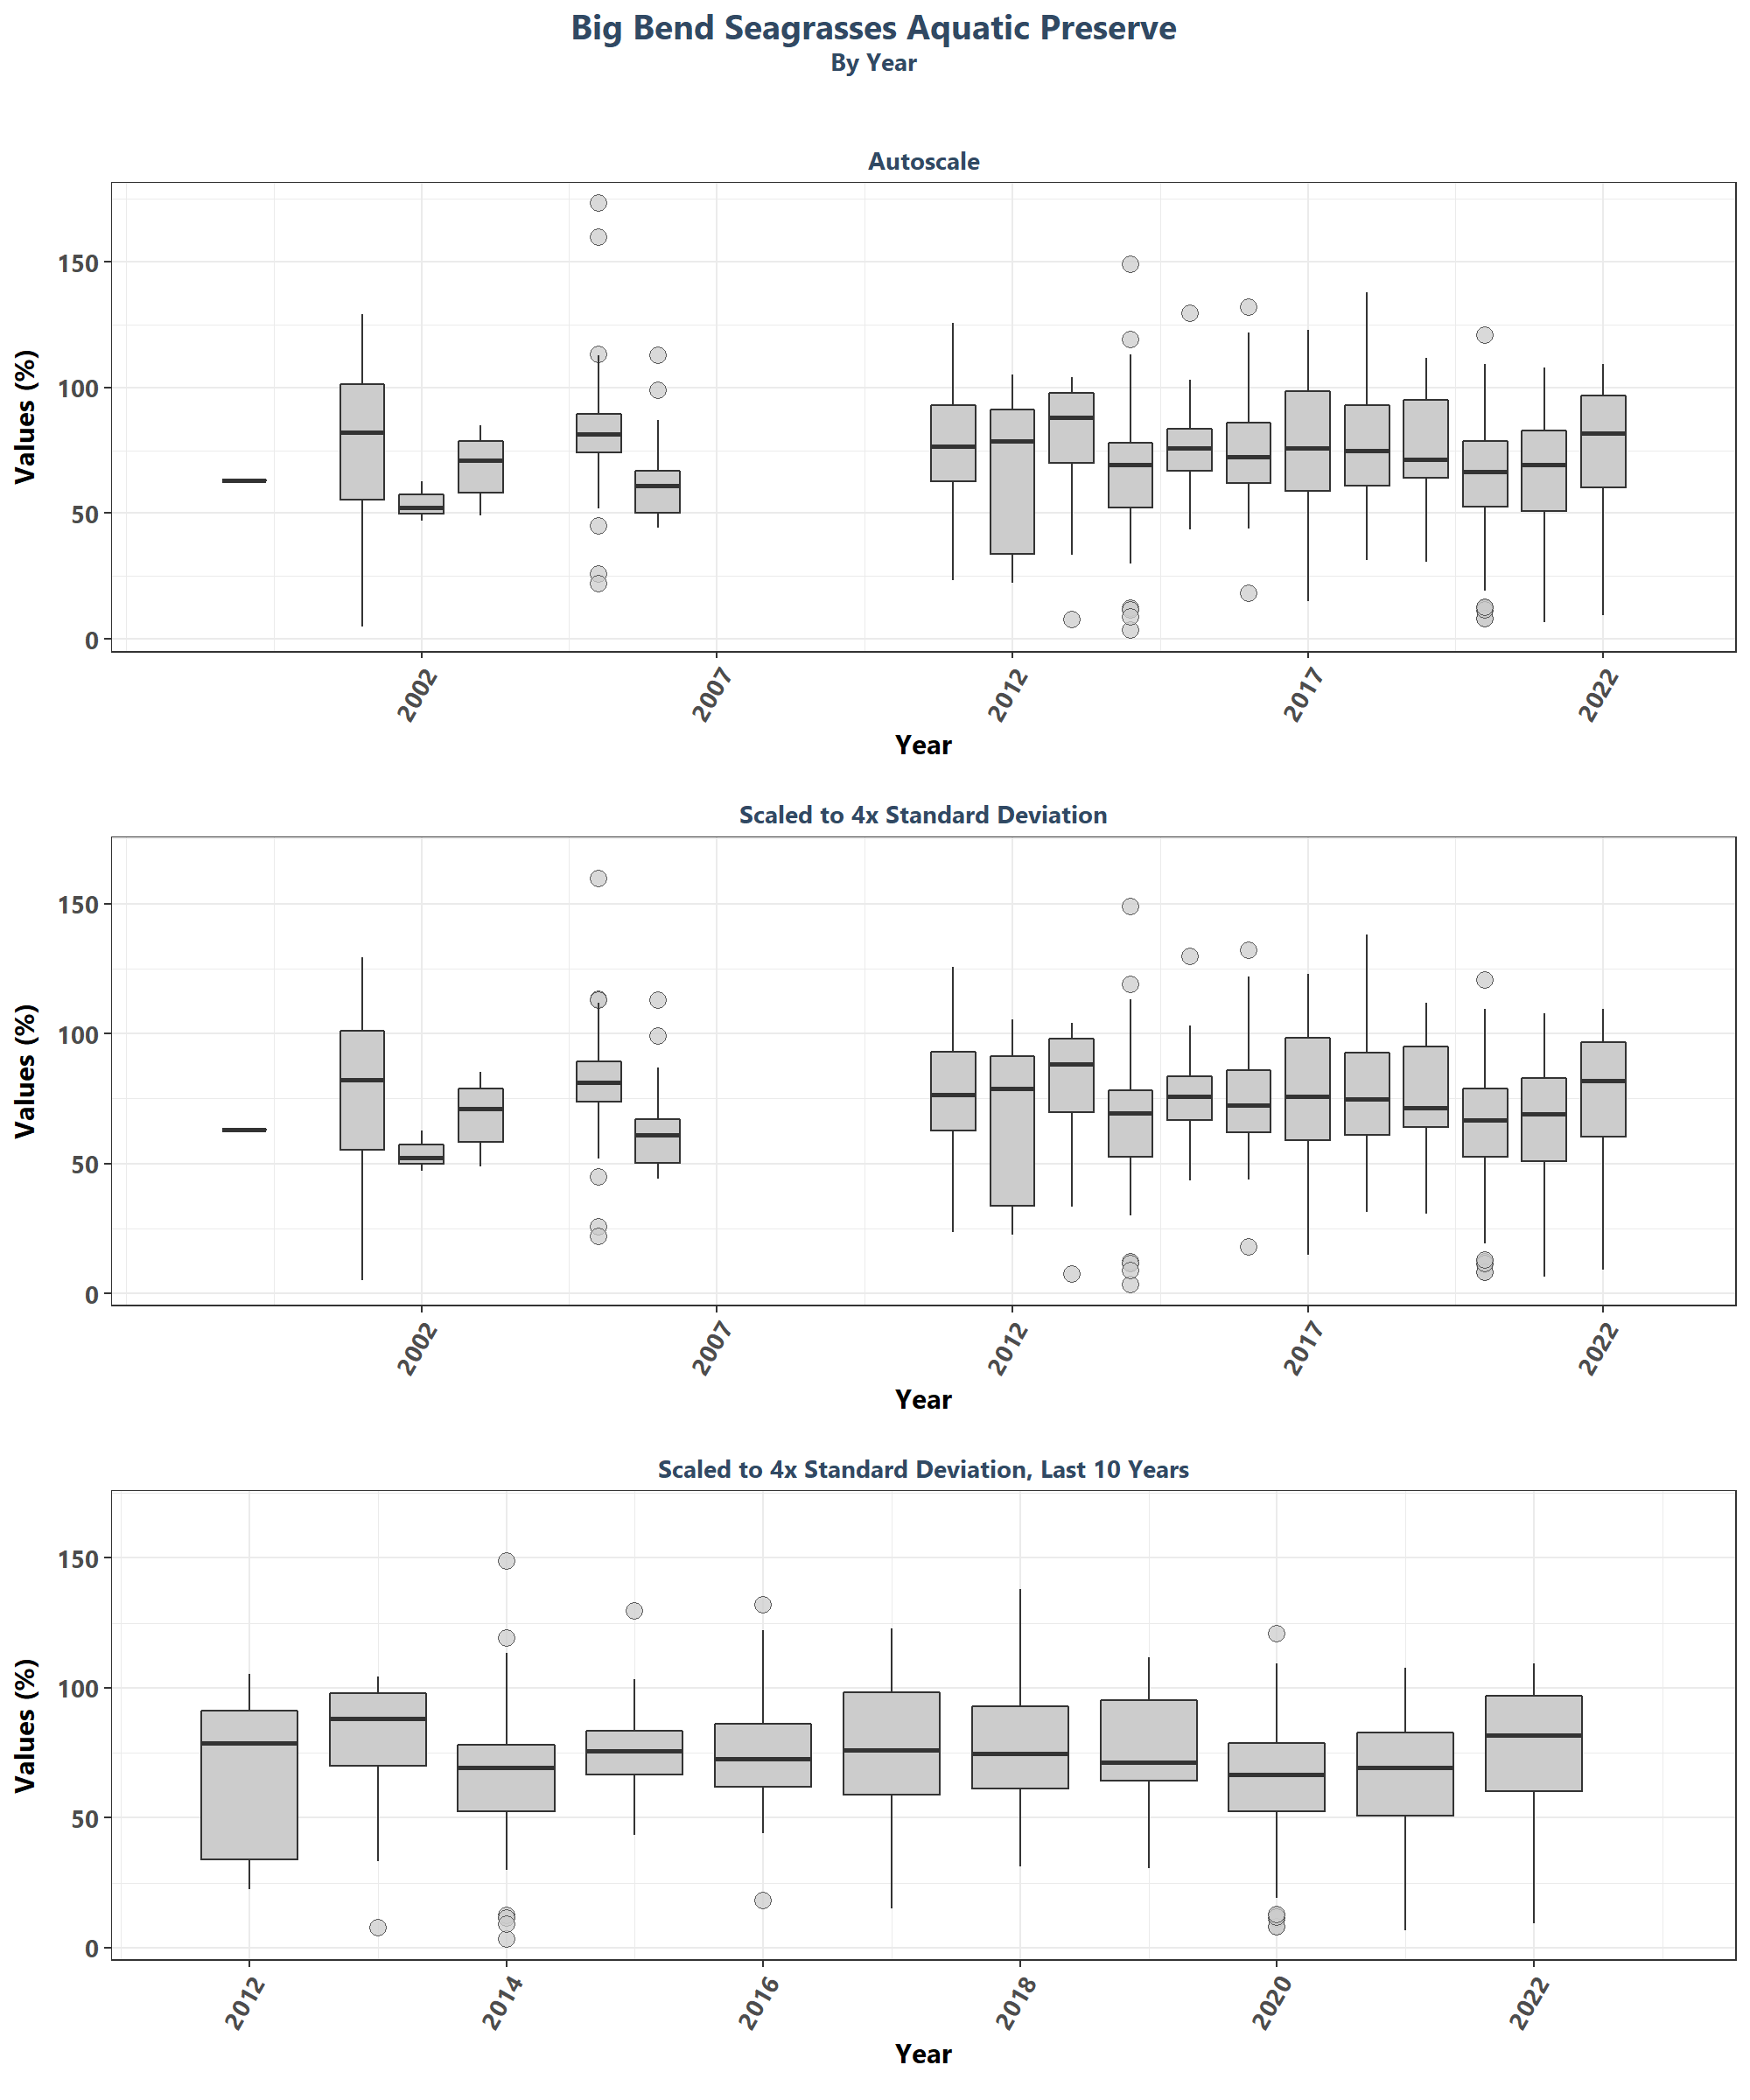 Big Bend Seagrasses Aquatic Preserve
By Year
Autoscale
Values (%)
150
100
50
0
2002 2007 2012 2017 2022
Year
Scaled to 4x Standard Deviation
Values (%)
150
100
50
0
2002 2007 2012 2017 2022
Year
Scaled to 4x Standard Deviation, Last 10 Years
Values (%)
150
100
50
0
2012 2014 2016 2018 2020 2022
Year